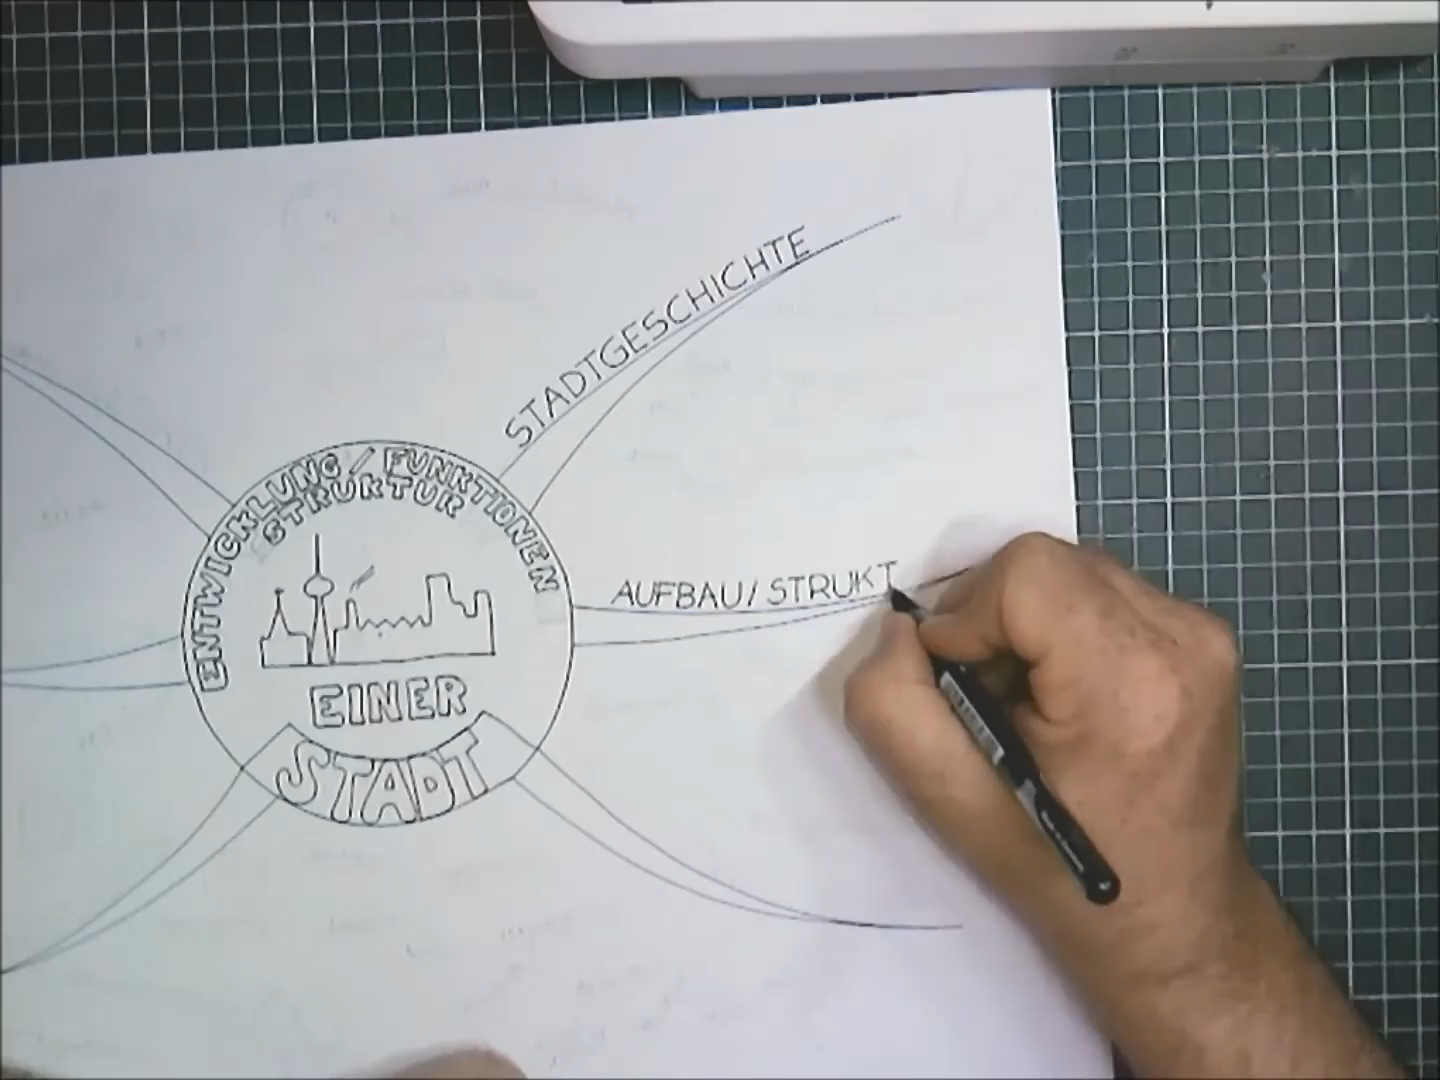 STADTGESCHICHTE
ENTWICKLUNG / FUNKTIONEN
STRUKTUR
AUFBAU / STRUKT
EINER
STADT